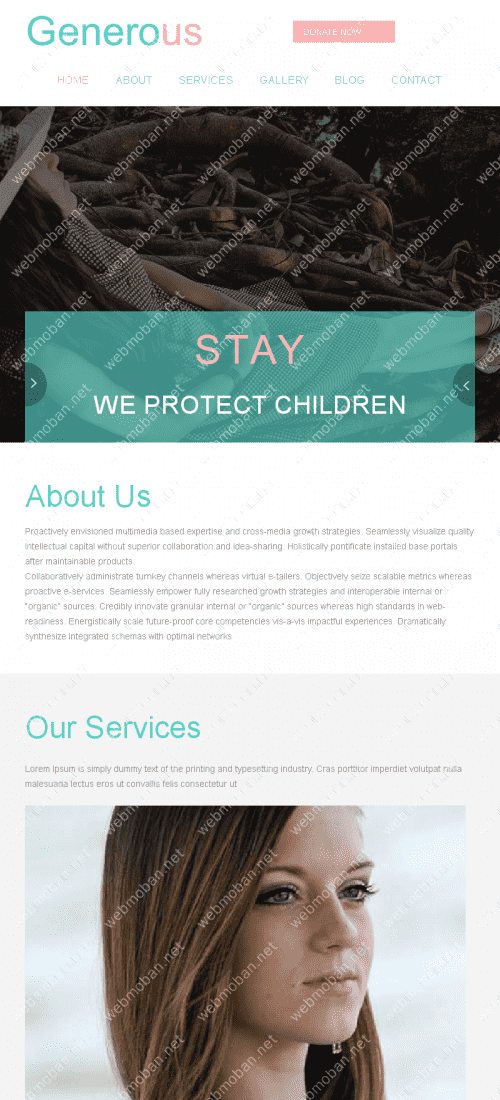 Generous
DONATE NOW
HOME ABOUT SERVICES GALLERY BLOG CONTACT
STAY
WE PROTECT CHILDREN
About Us
Proactively envisioned multimedia based expertise and cross-media growth strategies. Seamlessly visualize quality
intellectual capital without superior collaboration and idea-sharing. Holistically pontificate installed base portals
after maintainable products
Collaboratively administrate turnkey channels whereas virtual e-tailers. Objectively seize scalable metrics whereas
proactive e-services. Seamlessly empower fully researched growth strategies and interoperable internal or
"organic" sources. Credibly innovate granular internal or "organic" sources whereas high standards in web-
readiness. Energistically scale future-proof core competencies vis-a-vis impactful experiences. Dramatically
synthesize integrated schemas with optimal networks
Our Services
Lorem Ipsum is simply dummy text of the printing and typesetting industry. Cras porttitor imperdiet volutpat nulla
malesuada lectus eros ut convallis felis consectetur ut
webmoban.net